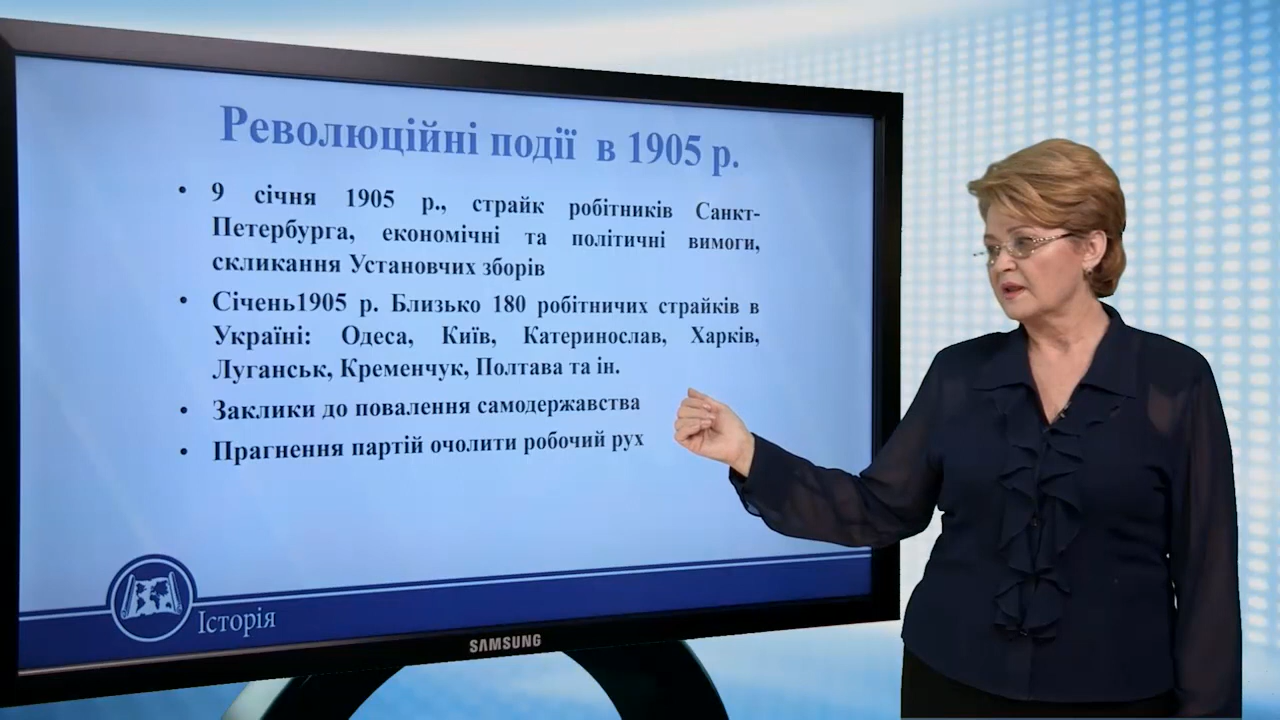 Революційні події в 1905 р.
• 9 січня 1905 р., страйк робітників Санкт-
Петербурга, економічні та політичні вимоги,
скликання Установчих зборів
• Січень1905 р. Близько 180 робітничих страйків в
Україні: Одеса, Київ, Катеринослав, Харків,
Луганськ, Кременчук, Полтава та ін.
• Заклики до повалення самодержавства
• Прагнення партій очолити робочий рух
Історія
SAMSUNG